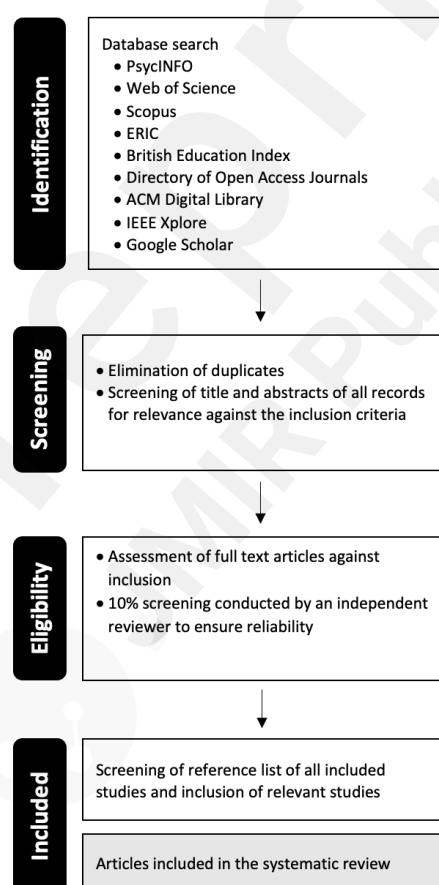 Identification
Database search
• PsycINFO
• Web of Science
• Scopus
• ERIC
• British Education Index
• Directory of Open Access Journals
• ACM Digital Library
• IEEE Xplore
• Google Scholar
Screening
• Elimination of duplicates
• Screening of title and abstracts of all records
for relevance against the inclusion criteria
Eligibility
• Assessment of full text articles against
inclusion
• 10% screening conducted by an independent
reviewer to ensure reliability
Included
Screening of reference list of all included
studies and inclusion of relevant studies
Articles included in the systematic review
JMIR